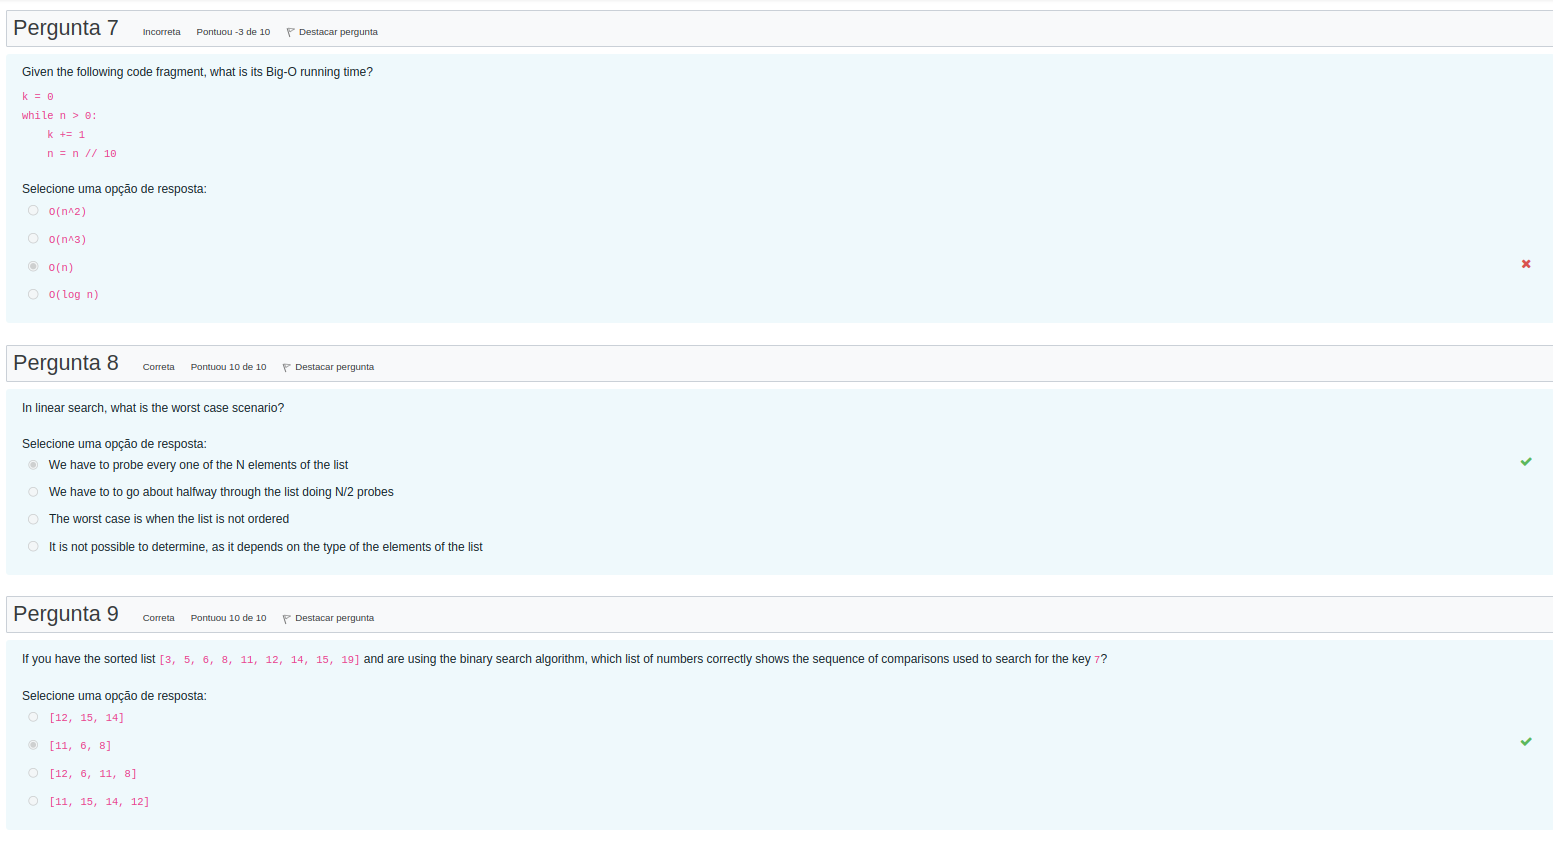 Pergunta 7 Incorreta Pontuou -3 de 10 Destacar pergunta
Given the following code fragment, what is its Big-O running time?
k = 0
while n > 0:
    k += 1
    n = n // 10
Selecione uma opção de resposta:
O(n^2)
O(n^3)
O(n)
O(log n)
Pergunta 8 Correta Pontuou 10 de 10 Destacar pergunta
In linear search, what is the worst case scenario?
Selecione uma opção de resposta:
We have to probe every one of the N elements of the list
We have to to go about halfway through the list doing N/2 probes
The worst case is when the list is not ordered
It is not possible to determine, as it depends on the type of the elements of the list
Pergunta 9 Correta Pontuou 10 de 10 Destacar pergunta
If you have the sorted list [3, 5, 6, 8, 11, 12, 14, 15, 19] and are using the binary search algorithm, which list of numbers correctly shows the sequence of comparisons used to search for the key 7?
Selecione uma opção de resposta:
[12, 15, 14]
[11, 6, 8]
[12, 6, 11, 8]
[11, 15, 14, 12]